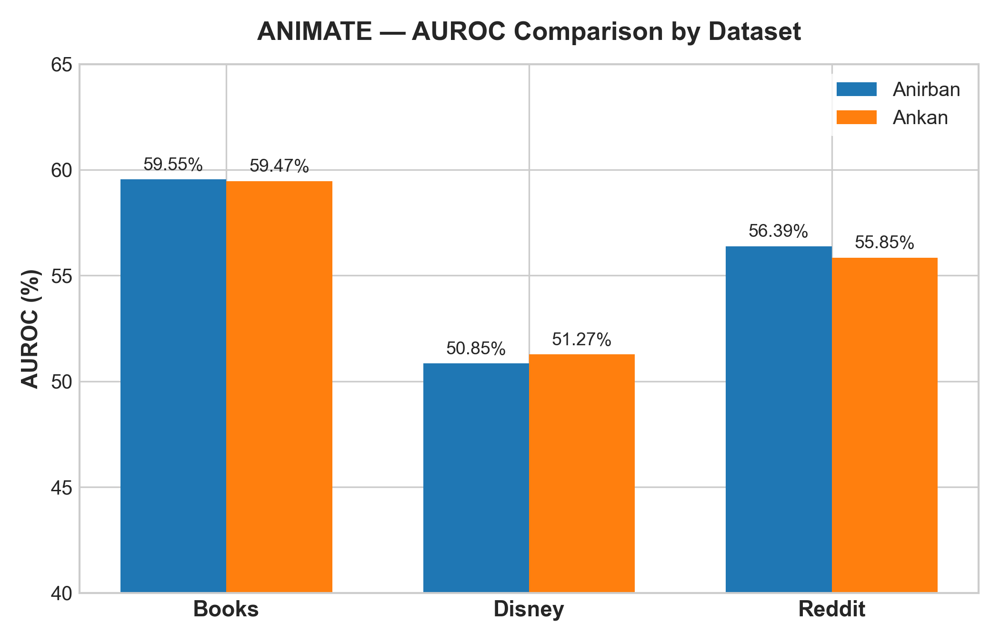 ANIMATE — AUROC Comparison by Dataset
65
60
55
50
45
40
AUROC (%)
Anirban
Ankan
59.55%
59.47%
50.85%
51.27%
56.39%
55.85%
Books
Disney
Reddit